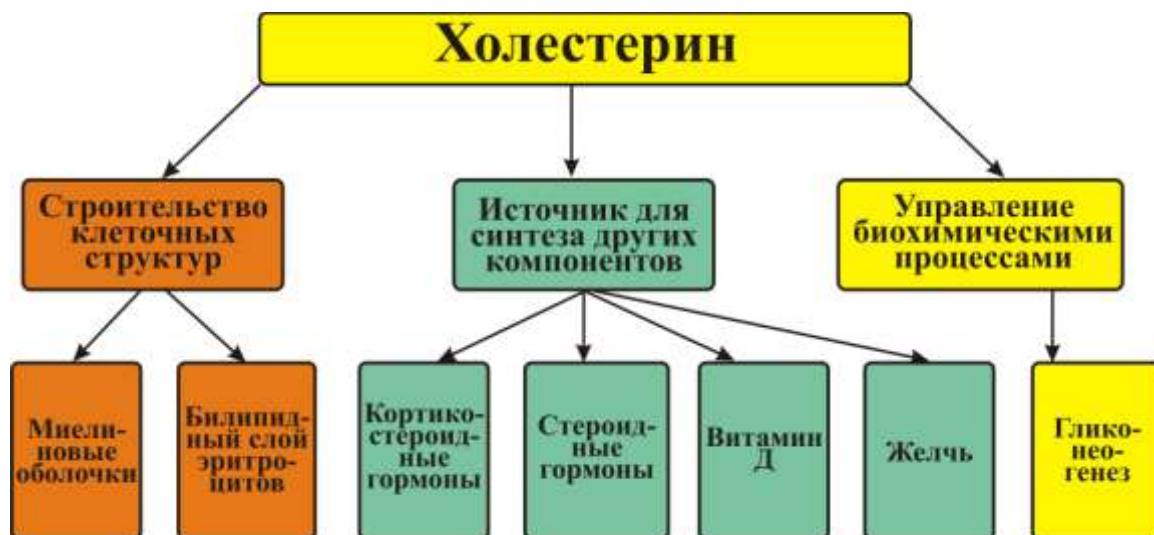 Холестерин
Строительство
клеточных
структур
Источник для
синтеза других
компонентов
Управление
биохимическими
процессами
Миели-
новые
оболочки
Билипид-
ный слой
эритро-
цитов
Кортико-
стероид-
ные
гормоны
Стероид-
ные
гормоны
Витамин
Д
Желчь
Глико-
нео-
генез